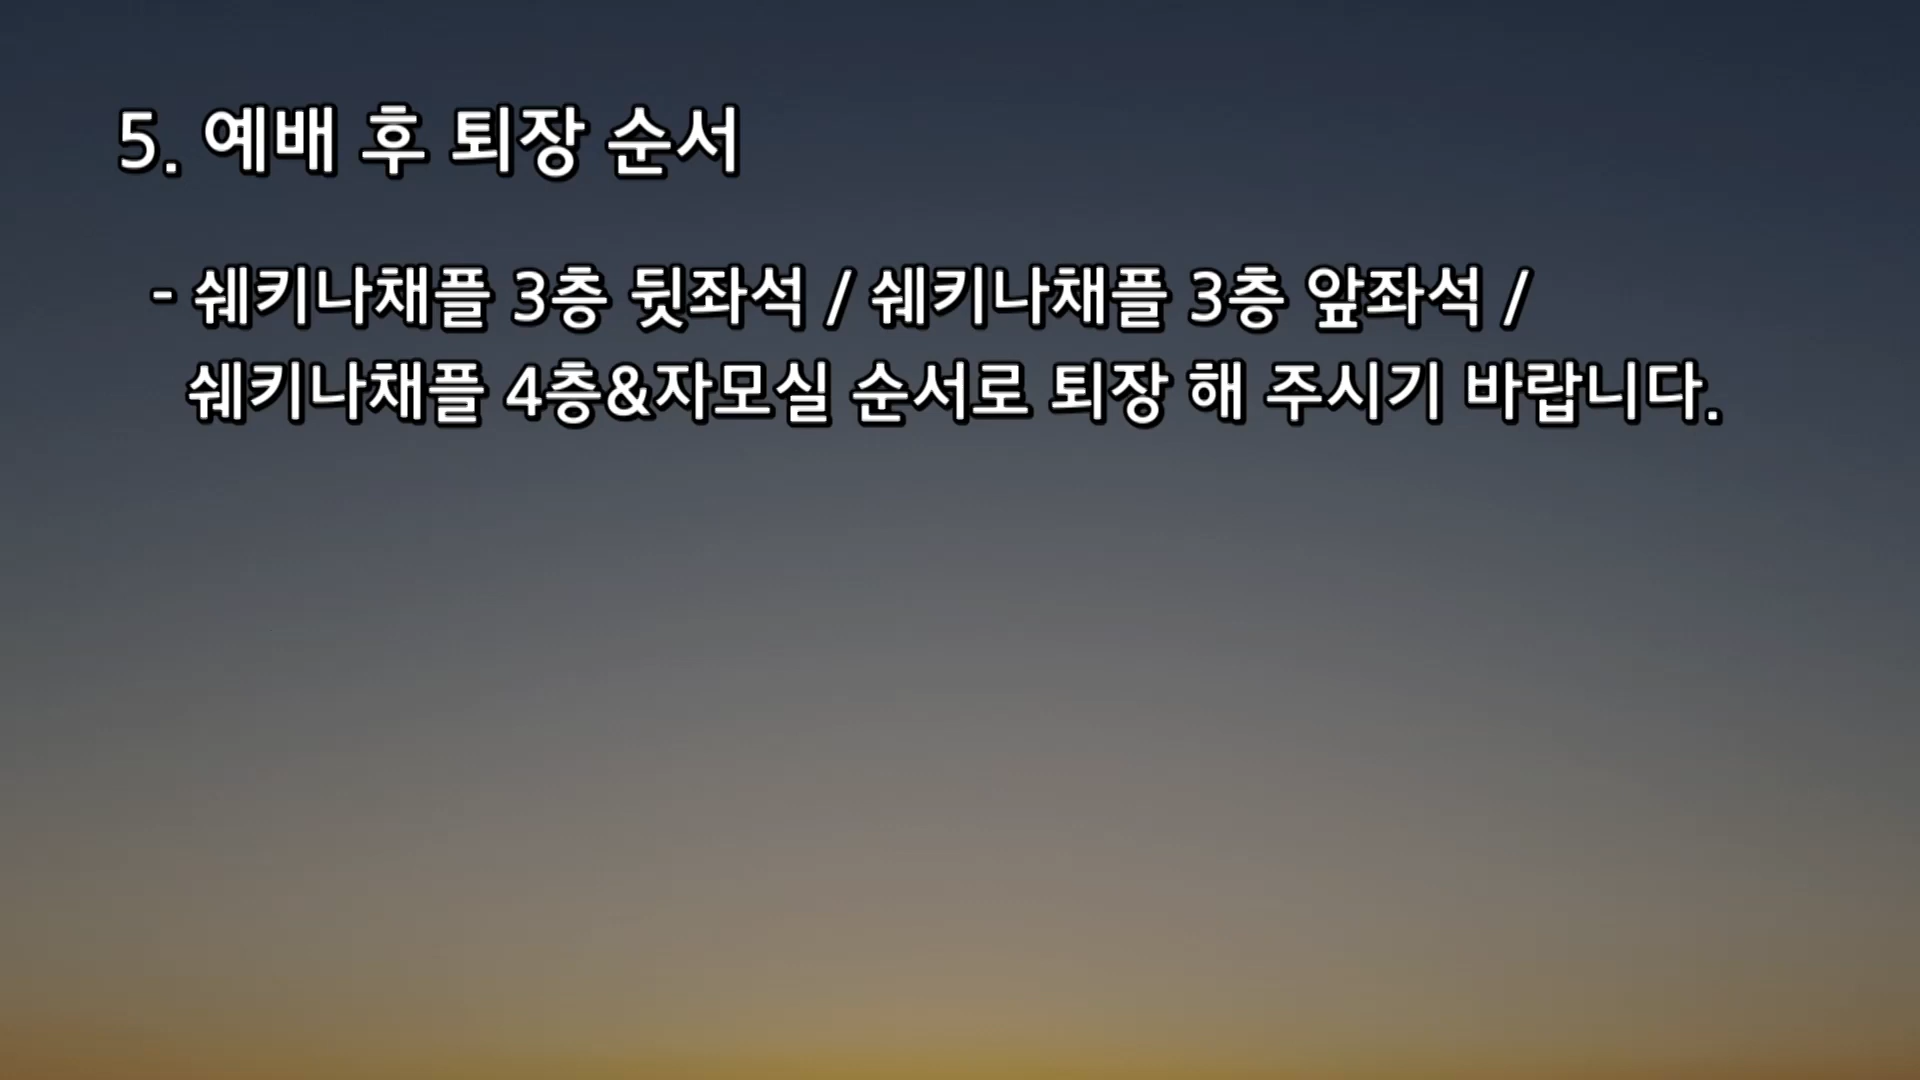 5. 예배 후 퇴장 순서
- 쉐키나채플 3층 뒷좌석 / 쉐키나채플 3층 앞좌석 /
쉐키나채플 4층&자모실 순서로 퇴장 해 주시기 바랍니다.